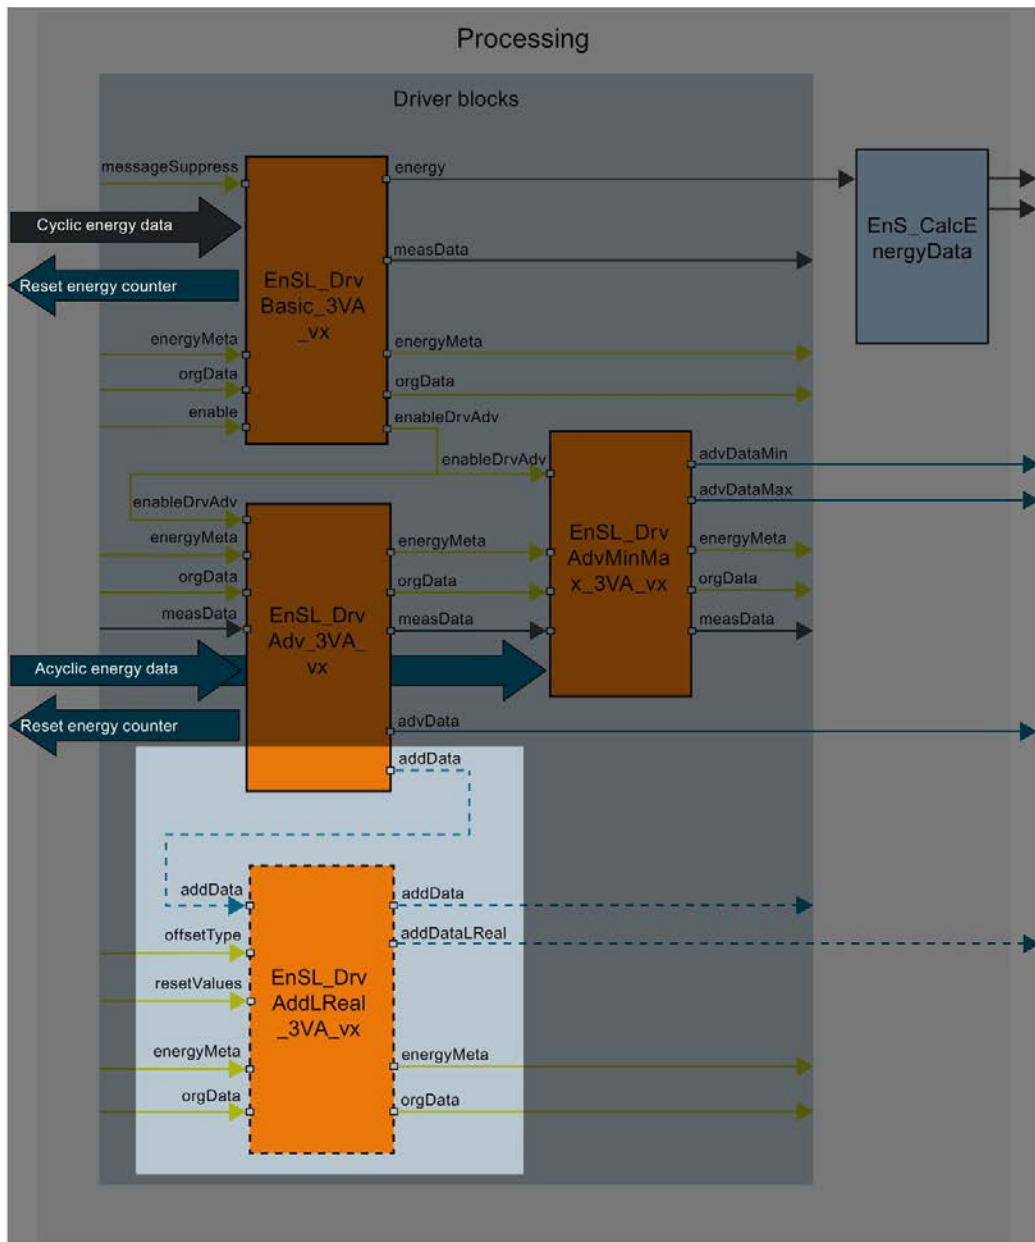 Processing
Driver blocks
messageSuppress
energy
Cyclic energy data
measData
Reset energy counter
EnSL_Drv
Basic_3VA
_vx
EnS_CalcE
nergyData
energyMeta
energyMeta
orgData
orgData
enable
enableDrvAdv
enableDrvAdv
advDataMin
advDataMax
enableDrvAdv
energyMeta
energyMeta
energyMeta
EnSL_Drv
AdvMinMa
x_3VA_vx
orgData
orgData
orgData
measData
EnSL_Drv
Adv_3VA_
vx
measData
measData
Acyclic energy data
Reset energy counter
advData
addData
addData
addData
offsetType
addDataLReal
resetValues
EnSL_Drv
AddLReal
_3VA_vx
energyMeta
energyMeta
orgData
orgData